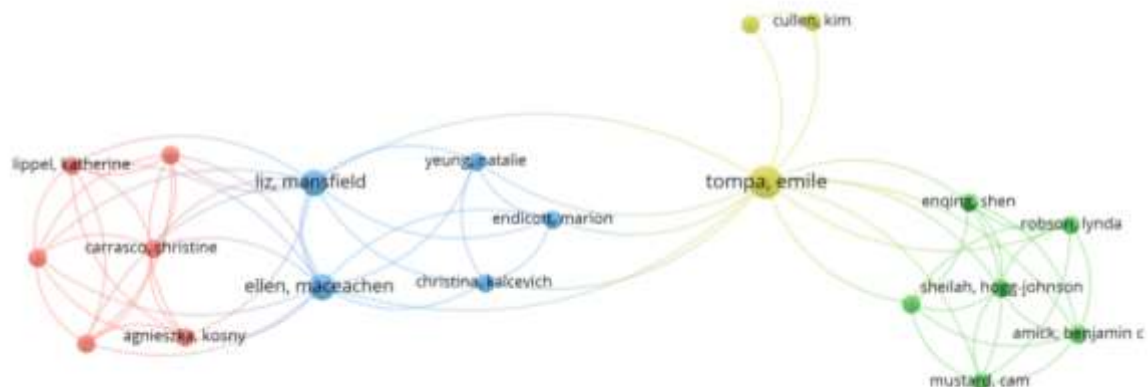 cullen, kim
lippel, katherine
yeung, natalie
liz, mansfield
tompa, emile
enqing, shen
endicott, marion
robson, lynda
carrasco, christine
ellen, maceachen
christina, kalcevich
sheilah, hogg-johnson
agnieszka, kosny
amick, benjamin c
mustard, cam